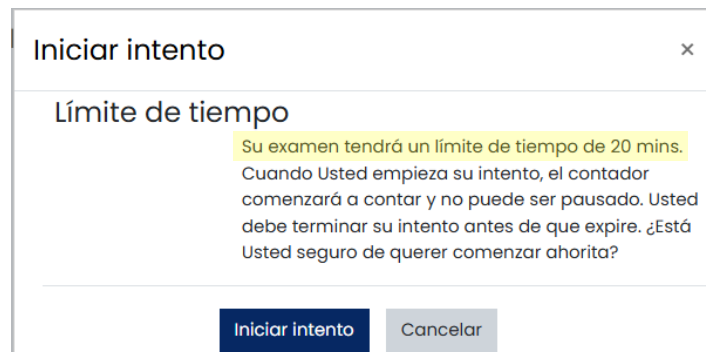 Iniciar intento ×
Límite de tiempo
Su examen tendrá un límite de tiempo de 20 mins.
Cuando Usted empieza su intento, el contador
comenzará a contar y no puede ser pausado. Usted
debe terminar su intento antes de que expire. ¿Está
Usted seguro de querer comenzar ahorita?
Iniciar intento Cancelar